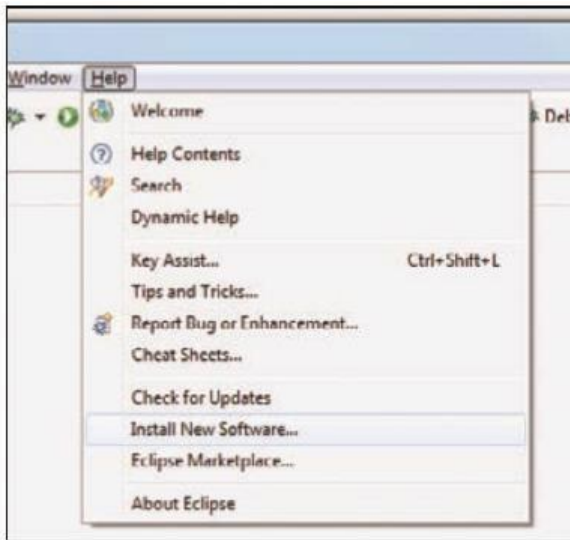 Window Help
Welcome
Help Contents
Search
Dynamic Help
Key Assist... Ctrl+Shift+L
Tips and Tricks...
Report Bug or Enhancement...
Cheat Sheets...
Check for Updates
Install New Software...
Eclipse Marketplace...
About Eclipse